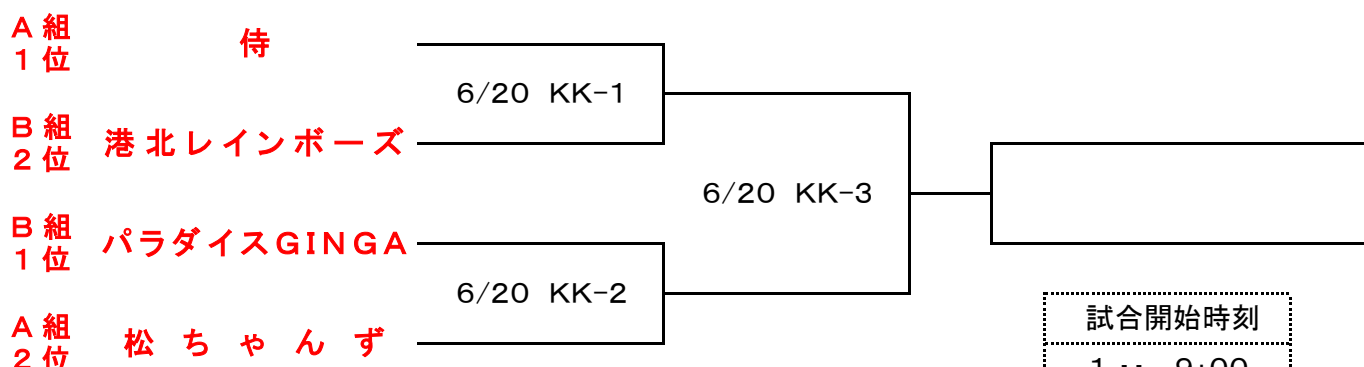 A組
1位
侍
6/20 KK-1
B組
2位
港北レインボーズ
6/20 KK-3
B組
1位
パラダイスGINGA
6/20 KK-2
A組
2位
松ちゃんず
試合開始時刻
1 … 9:00